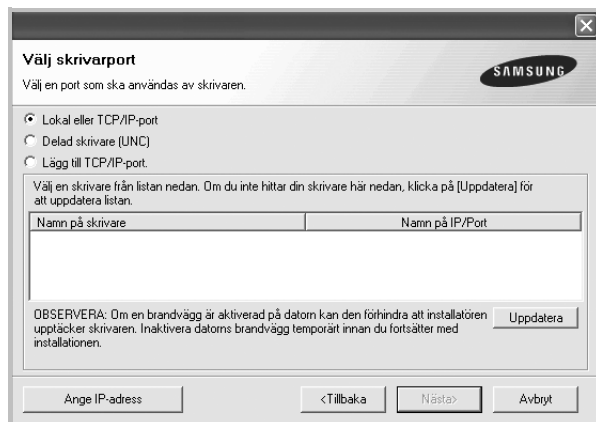 Välj skrivarport
Välj en port som ska användas av skrivaren.
SAMSUNG
Lokal eller TCP/IP-port
Delad skrivare (UNC)
Lägg till TCP/IP-port.
Välj en skrivare från listan nedan. Om du inte hittar din skrivare här nedan, klicka på [Uppdatera] för
att uppdatera listan.
Namn på skrivare
Namn på IP/Port
OBSERVERA: Om en brandvägg är aktiverad på datorn kan den förhindra att installatören
upptäcker skrivaren. Inaktivera datorns brandvägg temporärt innan du fortsätter med
installationen.
Uppdatera
Ange IP-adress
<Tillbaka
Nästa>
Avbryt